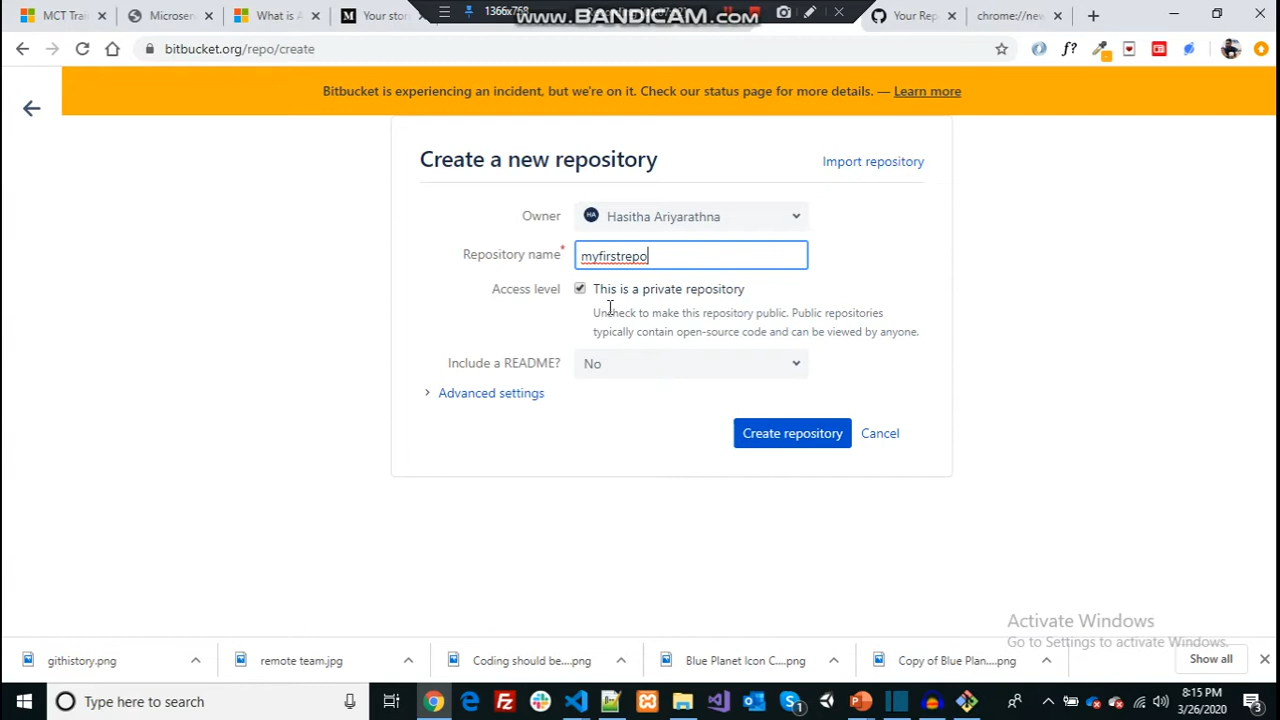 MCT Train
Microser
What is A
Your stor
1366x768
www.BANDICAM.com
Your Rep
chrome://new
bitbucket.org/repo/create
f?
Bitbucket is experiencing an incident, but we're on it. Check our status page for more details. — Learn more
Create a new repository
Import repository
Owner
HA
Hasitha Ariyarathna
Repository name*
myfirstrepo
Access level
This is a private repository
Uncheck to make this repository public. Public repositories
typically contain open-source code and can be viewed by anyone.
Include a README?
No
Advanced settings
Create repository
Cancel
Activate Windows
Go to Settings to activate Windows.
githistory.png
remote team.jpg
Coding should be....png
Blue Planet Icon C....png
Copy of Blue Plan....png
Show all
Type here to search
8:15 PM
3/26/2020
3